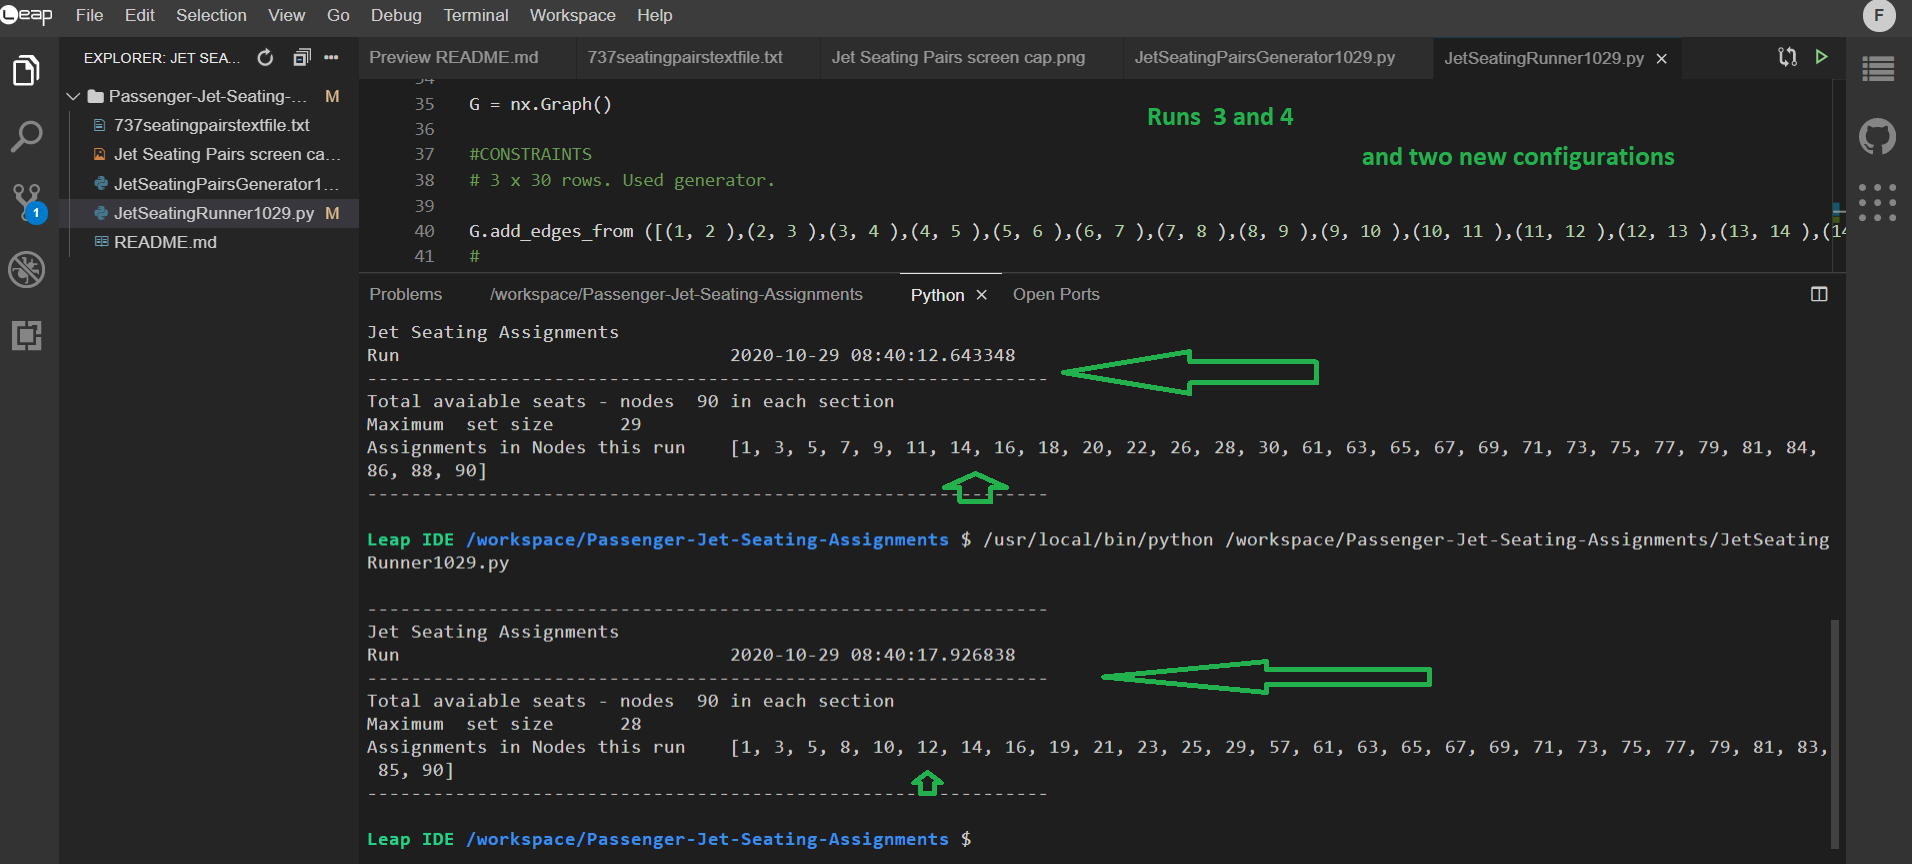 Leap File Edit Selection View Go Debug Terminal Workspace Help F
EXPLORER: JET SEA...
Passenger-Jet-Seating-... M
737seatingpairstextfile.txt
Jet Seating Pairs screen ca...
JetSeatingPairsGenerator1...
JetSeatingRunner1029.py M
README.md
1
Preview README.md 737seatingpairstextfile.txt Jet Seating Pairs screen cap.png JetSeatingPairsGenerator1029.py JetSeatingRunner1029.py
34
35 G = nx.Graph()
36
37 #CONSTRAINTS
38 # 3 x 30 rows. Used generator.
39
40 G.add_edges_from ([(1, 2 ),(2, 3 ),(3, 4 ),(4, 5 ),(5, 6 ),(6, 7 ),(7, 8 ),(8, 9 ),(9, 10 ),(10, 11 ),(11, 12 ),(12, 13 ),(13, 14 ),(14
41 #
Runs 3 and 4
and two new configurations
Problems /workspace/Passenger-Jet-Seating-Assignments Python Open Ports
Jet Seating Assignments
Run 2020-10-29 08:40:12.643348
--------------------------------------------------------------
Total avaiable seats - nodes 90 in each section
Maximum set size 29
Assignments in Nodes this run [1, 3, 5, 7, 9, 11, 14, 16, 18, 20, 22, 26, 28, 30, 61, 63, 65, 67, 69, 71, 73, 75, 77, 79, 81, 84,
86, 88, 90]
--------------------------------------------------------------
Leap IDE /workspace/Passenger-Jet-Seating-Assignments $ /usr/local/bin/python /workspace/Passenger-Jet-Seating-Assignments/JetSeating
Runner1029.py
--------------------------------------------------------------
Jet Seating Assignments
Run 2020-10-29 08:40:17.926838
--------------------------------------------------------------
Total avaiable seats - nodes 90 in each section
Maximum set size 28
Assignments in Nodes this run [1, 3, 5, 8, 10, 12, 14, 16, 19, 21, 23, 25, 29, 57, 61, 63, 65, 67, 69, 71, 73, 75, 77, 79, 81, 83,
85, 90]
--------------------------------------------------------------
Leap IDE /workspace/Passenger-Jet-Seating-Assignments $